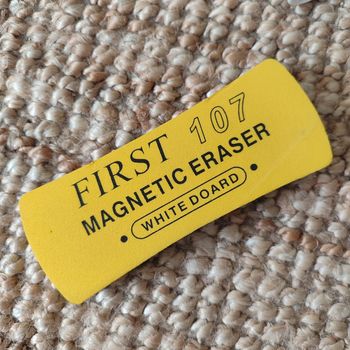 FIRST 107
MAGNETIC ERASER
• WHITE DOARD •